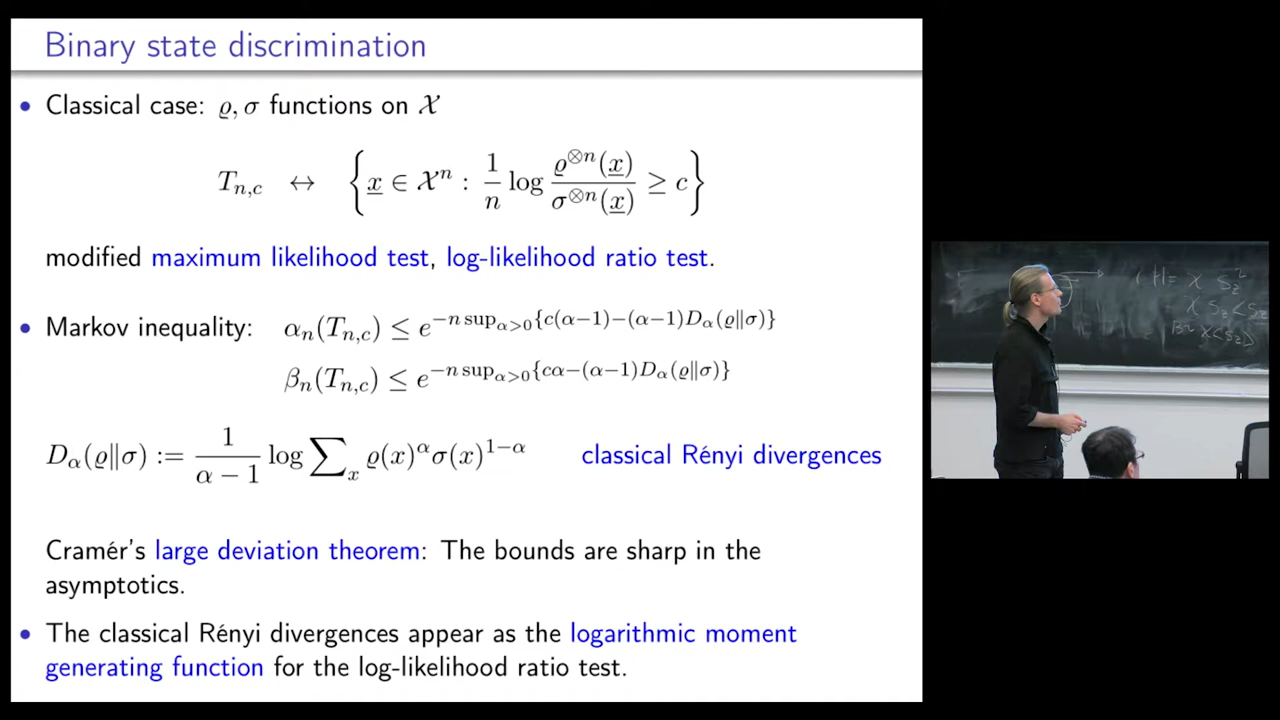 Binary state discrimination
• Classical case: ϱ, σ functions on 𝒳
T_{n,c} ↔ { x̲ ∈ 𝒳^n : 1/n log ϱ^{⊗n}(x̲)/σ^{⊗n}(x̲) ≥ c }
modified maximum likelihood test, log-likelihood ratio test.
• Markov inequality: α_n(T_{n,c}) ≤ e^{−n sup_{α>0}{c(α−1)−(α−1)D_α(ϱ‖σ)}}
β_n(T_{n,c}) ≤ e^{−n sup_{α>0}{cα−(α−1)D_α(ϱ‖σ)}}
D_α(ϱ‖σ) := 1/(α − 1) log ∑_x ϱ(x)^α σ(x)^{1−α} classical Rényi divergences
Cramér's large deviation theorem: The bounds are sharp in the
asymptotics.
• The classical Rényi divergences appear as the logarithmic moment
generating function for the log-likelihood ratio test.
H = X S_z^2